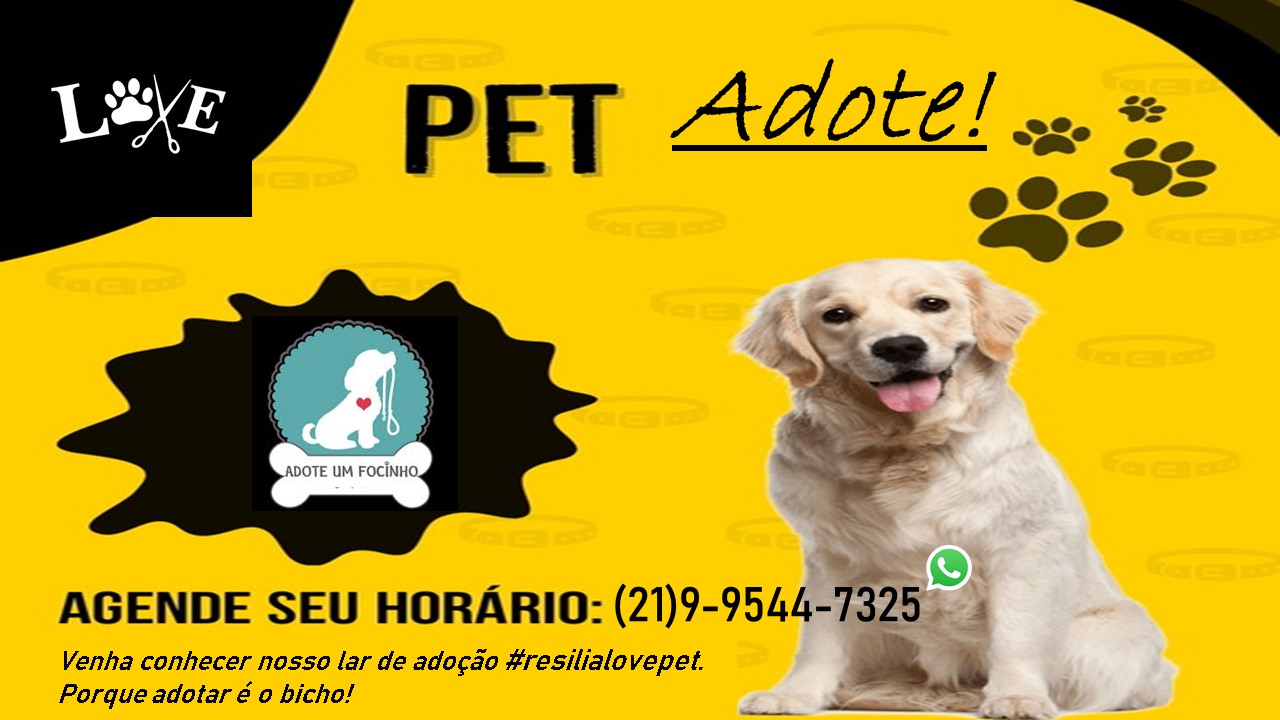 LOVE
PET Adote!
ADOTE UM FOCINHO
AGENDE SEU HORÁRIO: (21)9-9544-7325
Venha conhecer nosso lar de adoção #resilialovepet.
Porque adotar é o bicho!